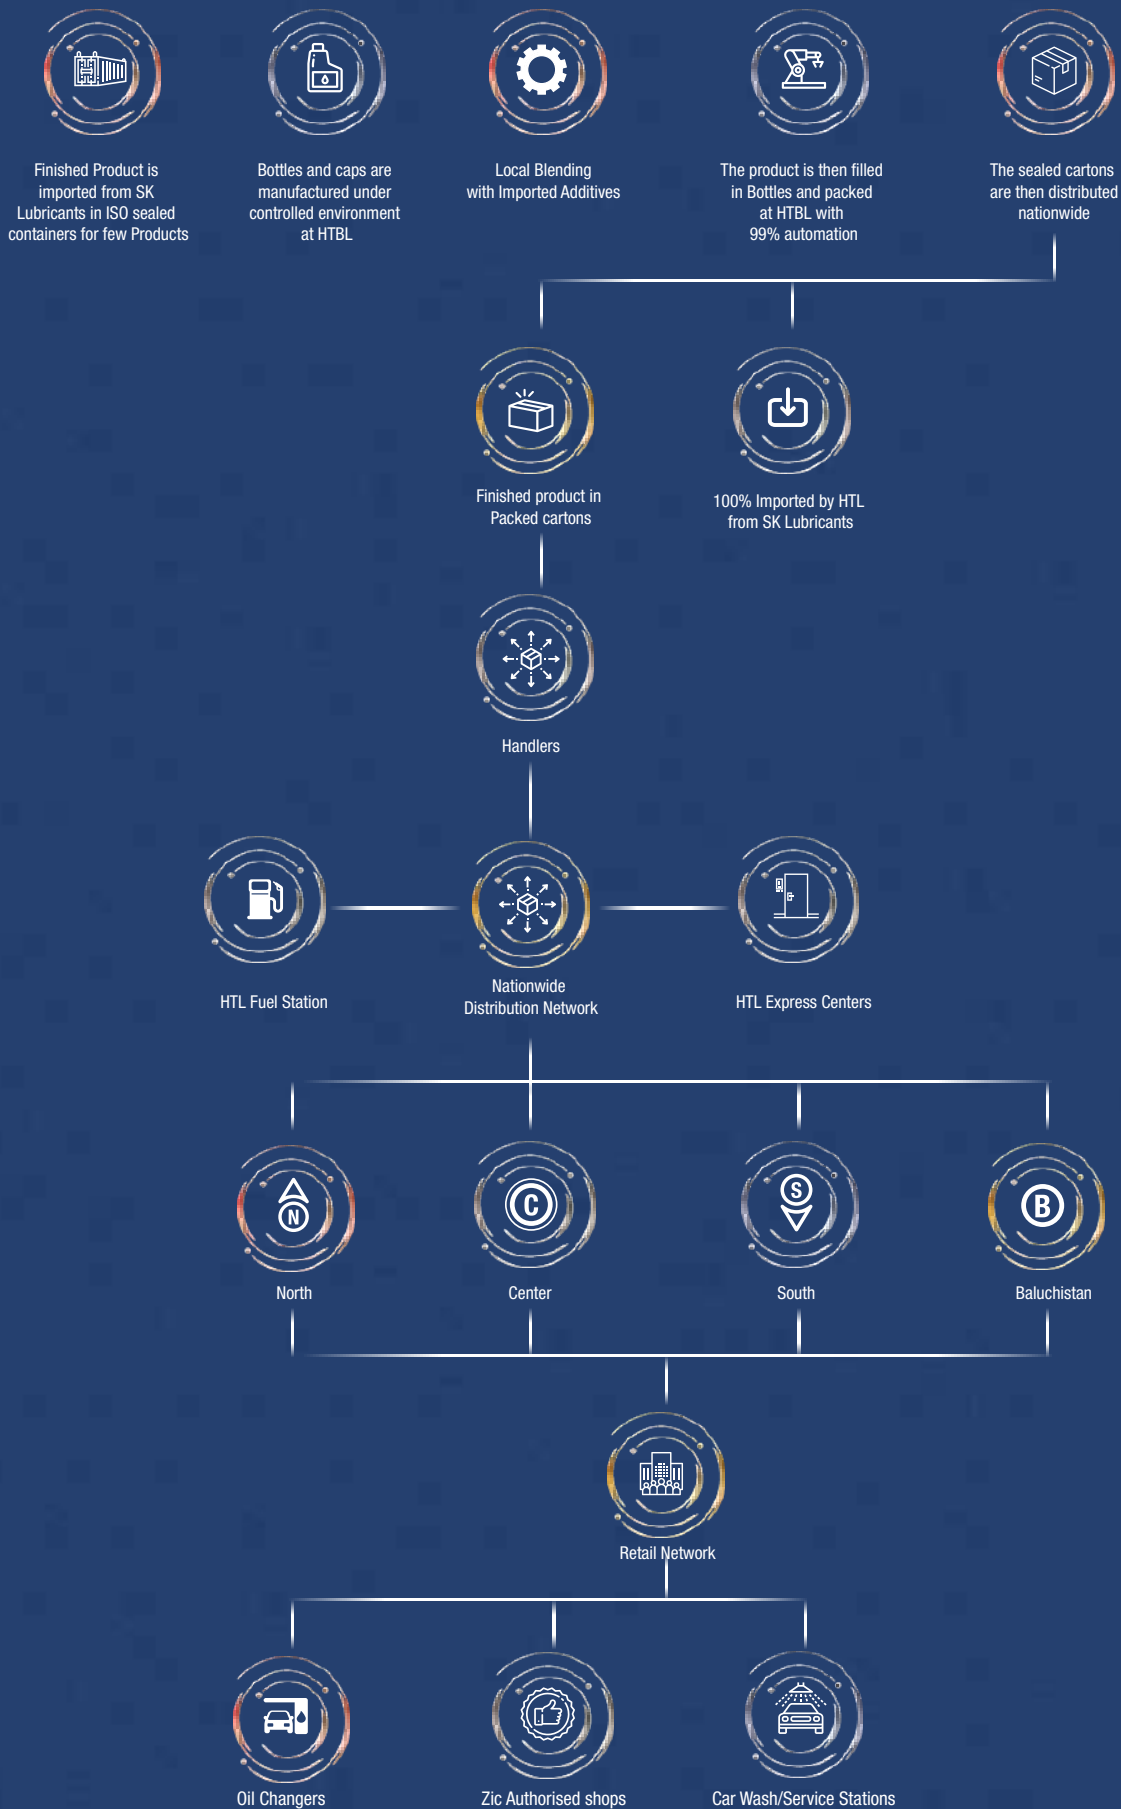 Finished Product is
imported from SK
Lubricants in ISO sealed
containers for few Products
Bottles and caps are
manufactured under
controlled environment
at HTBL
Local Blending
with Imported Additives
The product is then filled
in Bottles and packed
at HTBL with
99% automation
The sealed cartons
are then distributed
nationwide
Finished product in
Packed cartons
100% Imported by HTL
from SK Lubricants
Handlers
HTL Fuel Station
Nationwide
Distribution Network
HTL Express Centers
N
C
S
B
North
Center
South
Baluchistan
Retail Network
Oil Changers
Zic Authorised shops
Car Wash/Service Stations